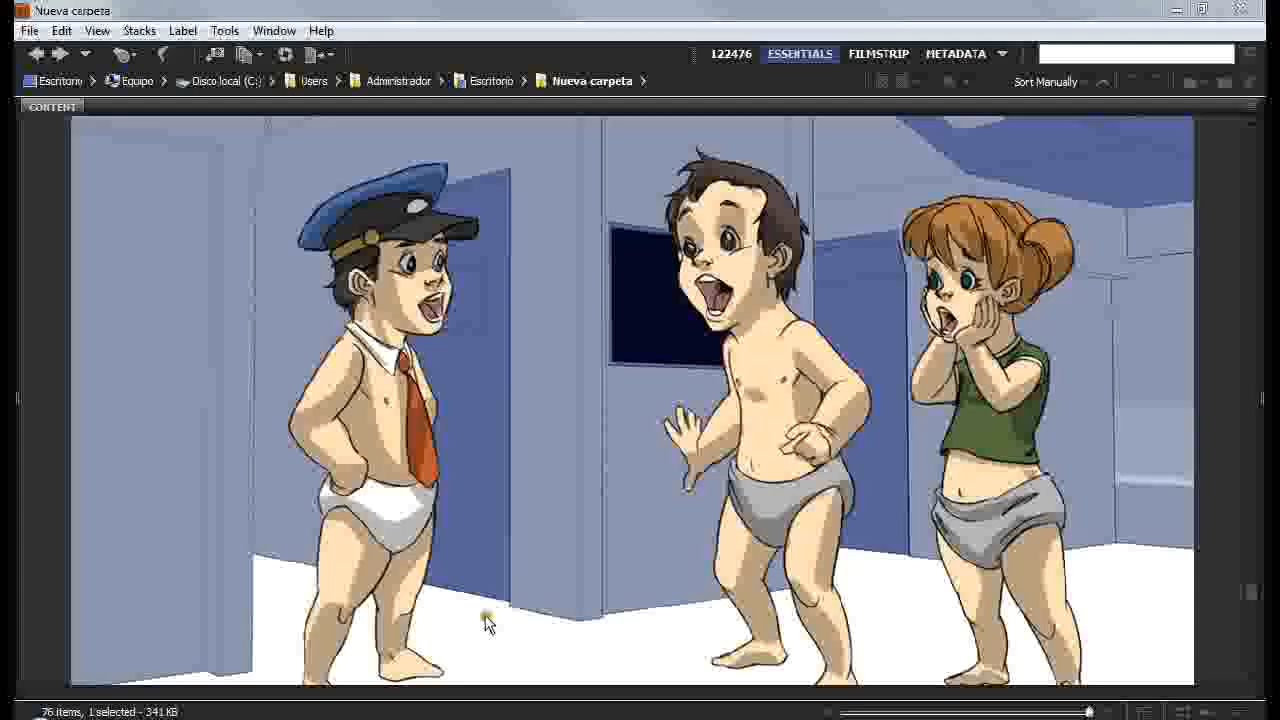 Nueva carpeta
File Edit View Stacks Label Tools Window Help
122476 ESSENTIALS FILMSTRIP METADATA
Escritorio Equipo Disco local (C:) Users Administrador Escritorio Nueva carpeta Sort Manually
CONTENT
76 items, 1 selected - 341 KB